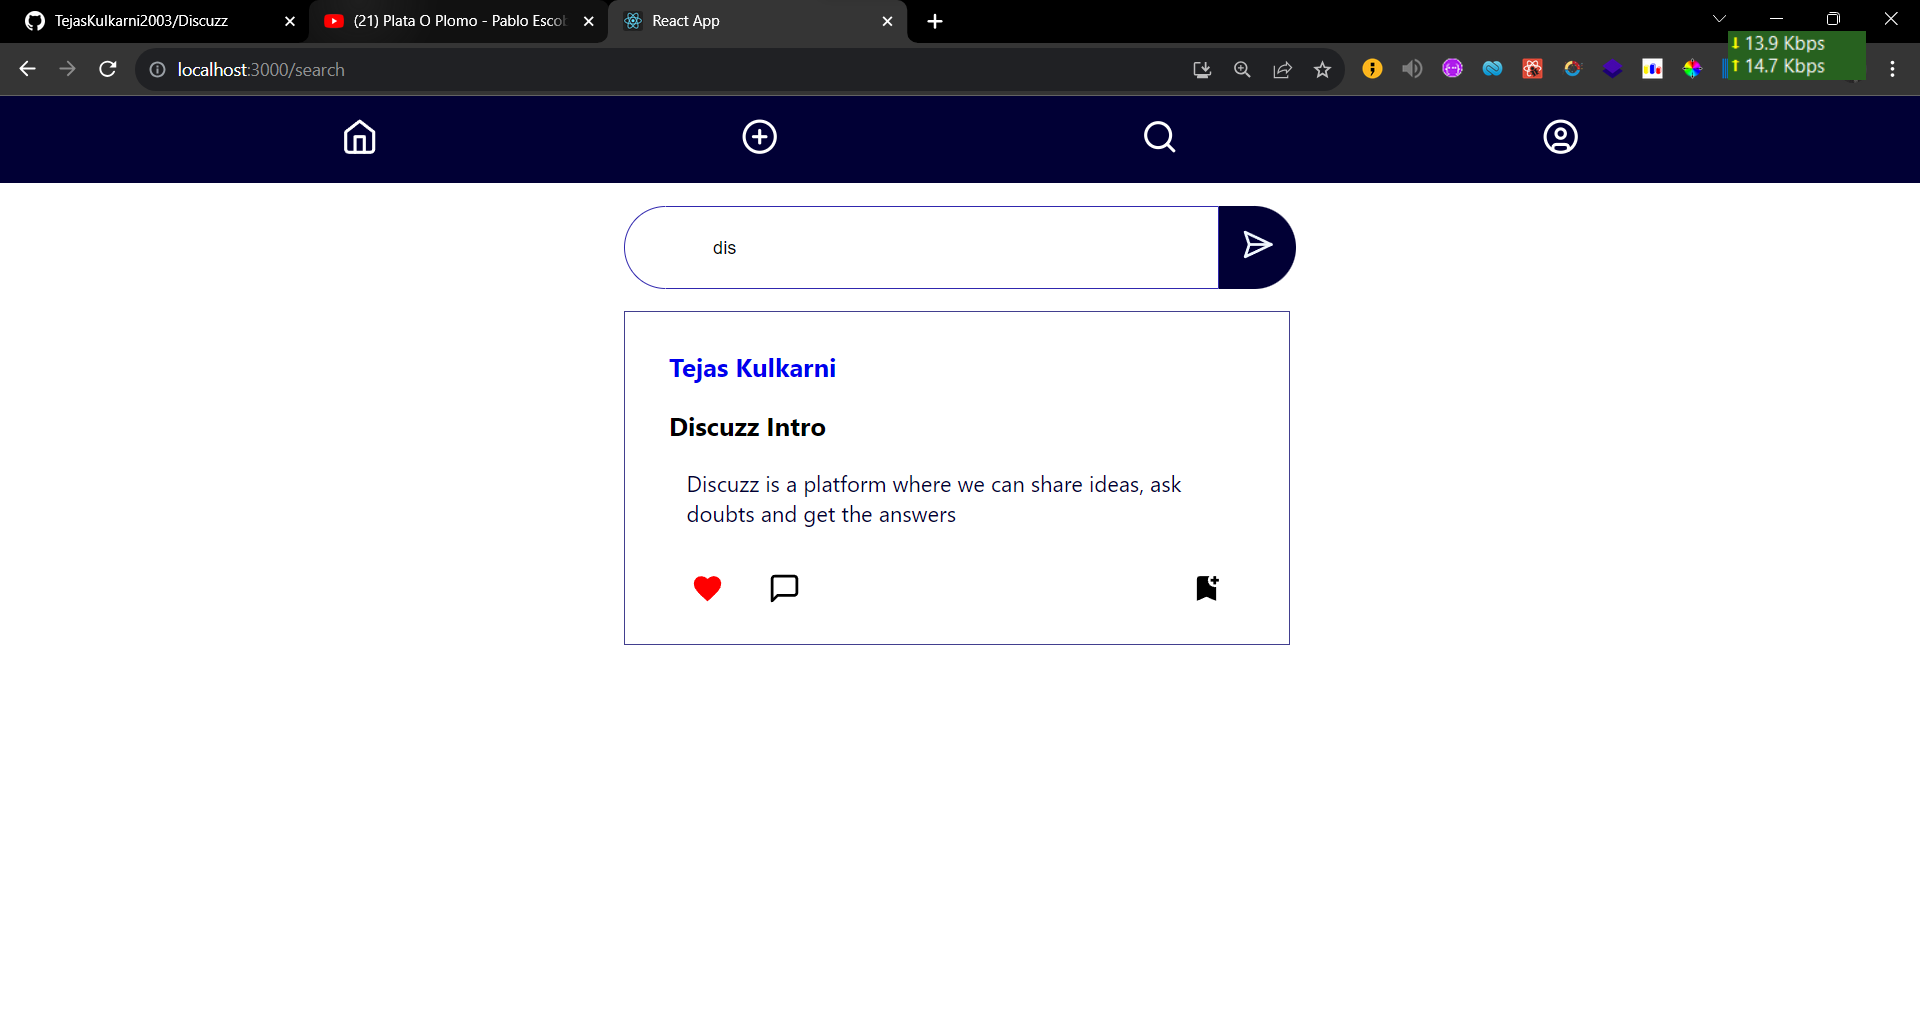 TejasKulkarni2003/Discuzz
(21) Plata O Plomo - Pablo Escob
React App
↓ 13.9 Kbps
↑ 14.7 Kbps
localhost:3000/search
dis
Tejas Kulkarni
Discuzz Intro
Discuzz is a platform where we can share ideas, ask
doubts and get the answers